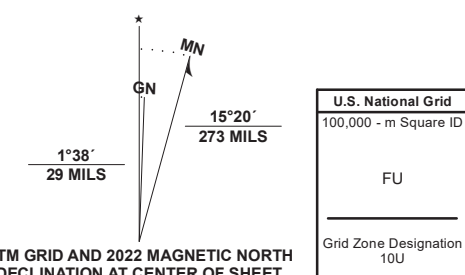 ★
MN
GN
15°20´
273 MILS
1°38´
29 MILS
TM GRID AND 2022 MAGNETIC NORTH
DECLINATION AT CENTER OF SHEET
U.S. National Grid
100,000 - m Square ID
FU
Grid Zone Designation
10U